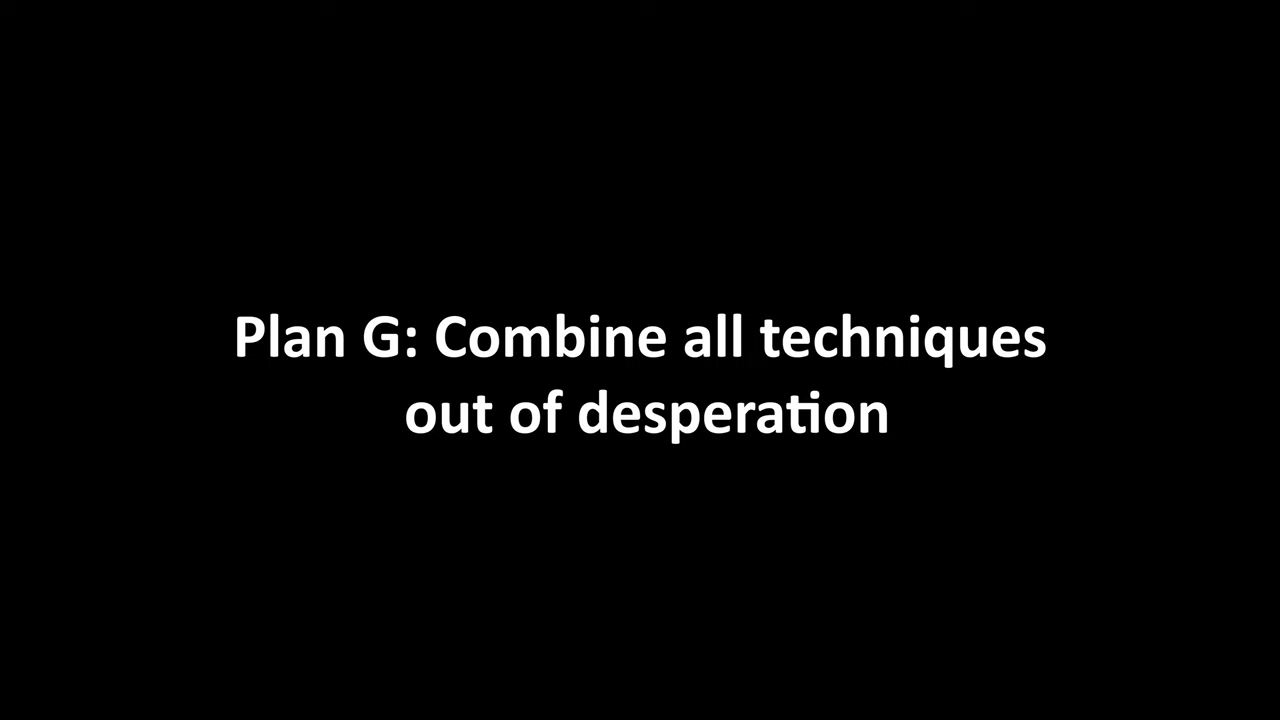 Plan G: Combine all techniques
out of desperation